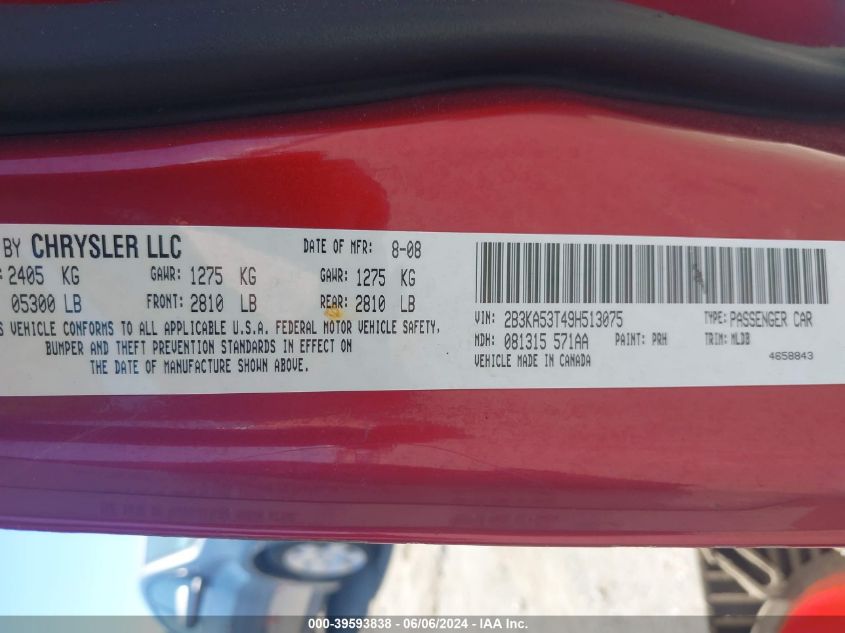 BY CHRYSLER LLC DATE OF MFR: 8-08
2405 KG GAWR: 1275 KG GAWR: 1275 KG
05300 LB FRONT: 2810 LB REAR: 2810 LB
VEHICLE CONFORMS TO ALL APPLICABLE U.S.A. FEDERAL MOTOR VEHICLE SAFETY,
BUMPER AND THEFT PREVENTION STANDARDS IN EFFECT ON
THE DATE OF MANUFACTURE SHOWN ABOVE.
VIN: 2B3KA53T49H513075 TYPE: PASSENGER CAR
MDH: 081315 571AA PAINT: PRH TRIM: MLDB
VEHICLE MADE IN CANADA 4658843
000-39593838 - 06/06/2024 - IAA Inc.